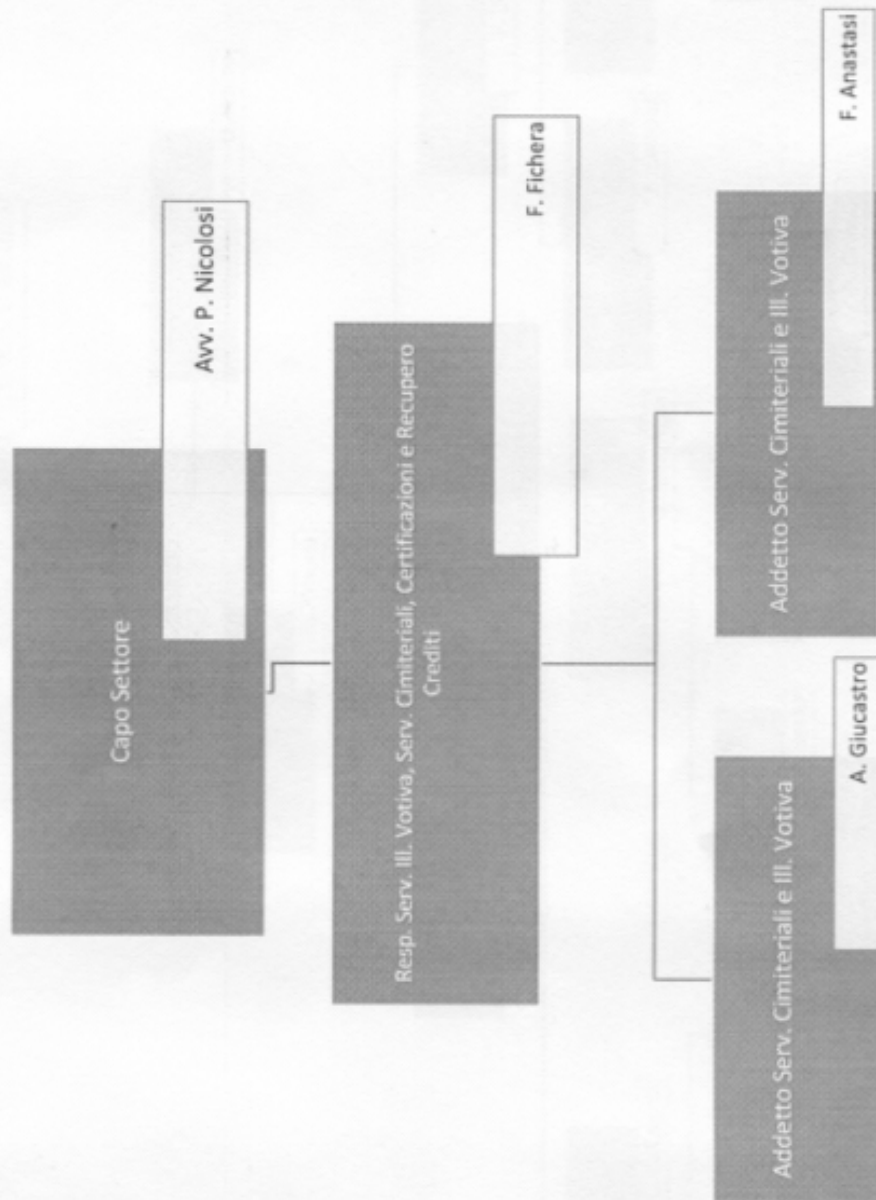 Capo Settore
Avv. P. Nicolosi
Resp. Serv. Ill. Votiva, Serv. Cimiteriali, Certificazioni e Recupero
Crediti
F. Fichera
Addetto Serv. Cimiteriali e Ill. Votiva
A. Giucastro
Addetto Serv. Cimiteriali e Ill. Votiva
F. Anastasi